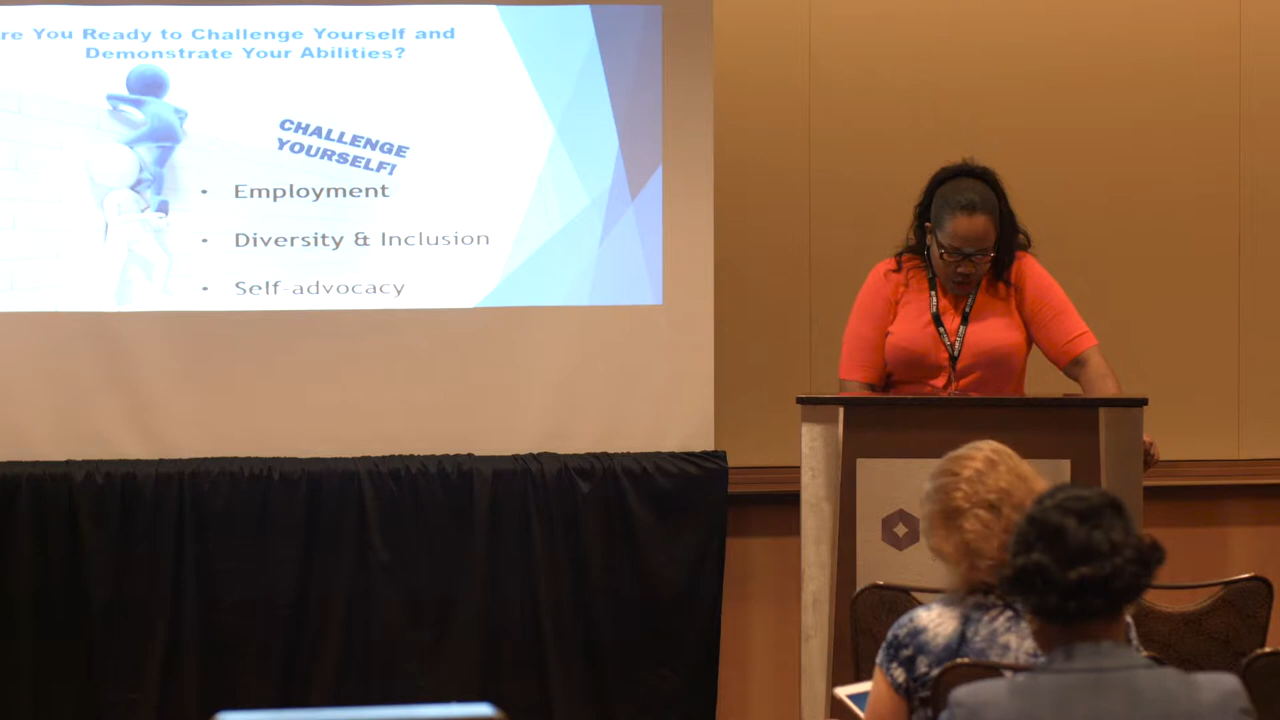 re You Ready to Challenge Yourself and
Demonstrate Your Abilities?
CHALLENGE
YOURSELF!
• Employment
• Diversity & Inclusion
• Self-advocacy